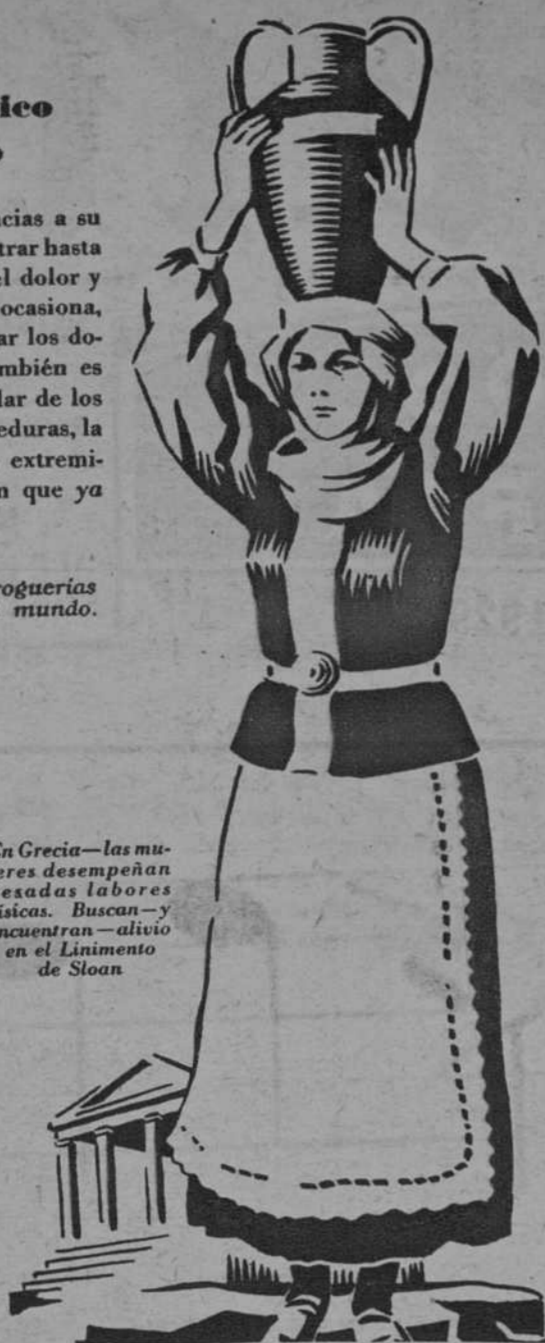 ico
cias a su
trar hasta
el dolor y
ocasiona,
ar los do-
mbién es
lar de los
eduras, la
extremi-
n que ya
roguerías
mundo.
En Grecia—las mu-
eres desempeñan
esadas labores
ísicas. Buscan—y
ncuentran—alivio
en el Linimento
de Sloan